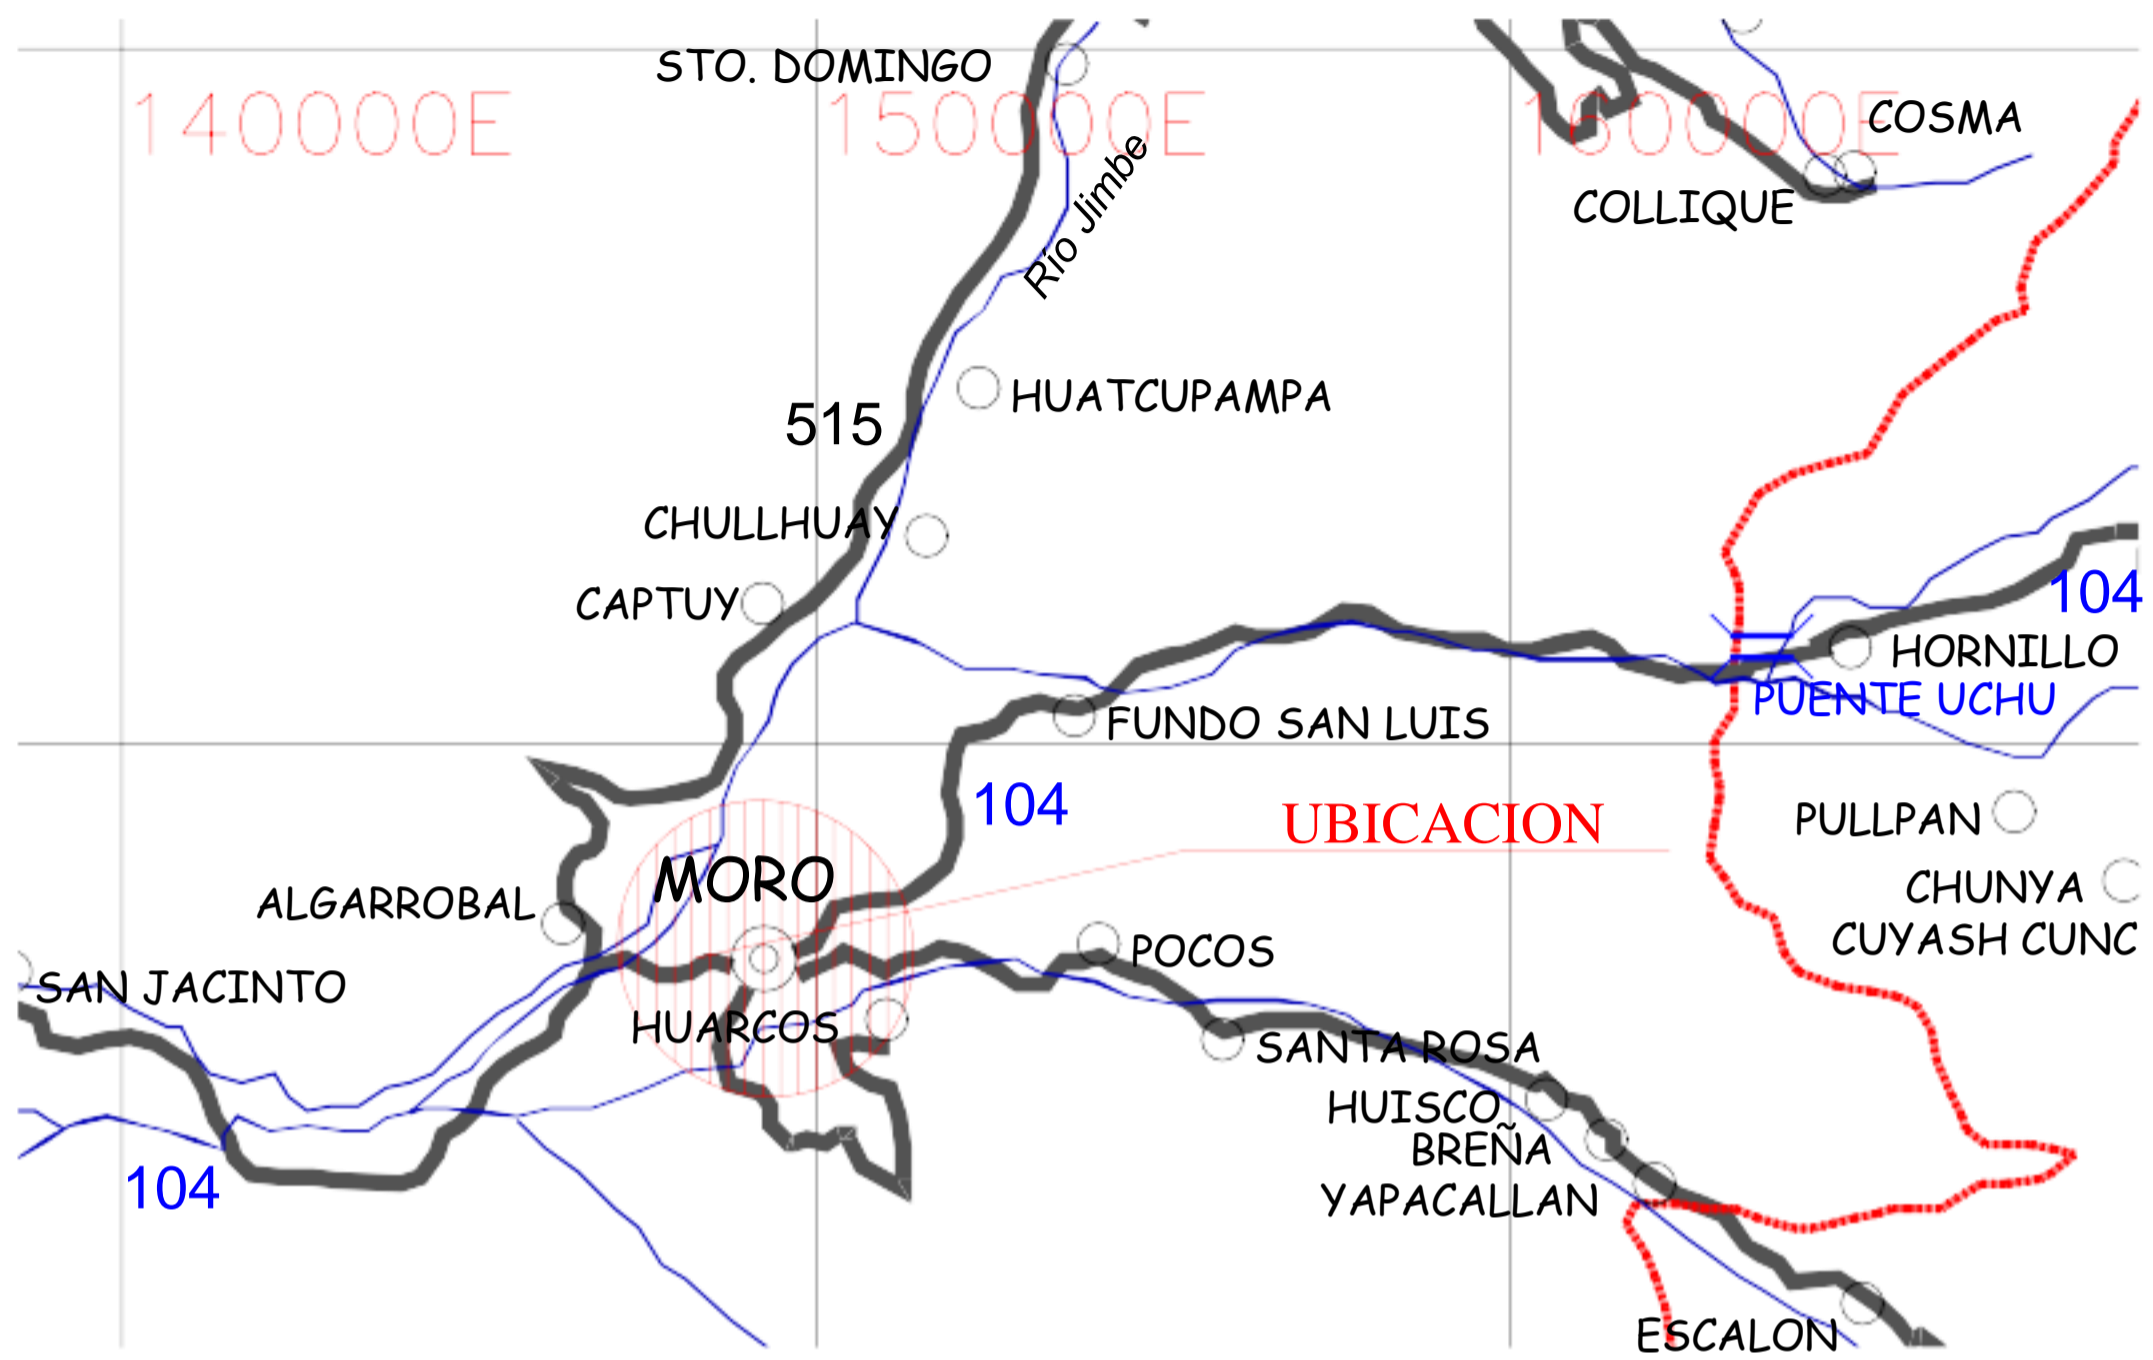 STO. DOMINGO
140000E
150000E
160000E
COSMA
COLLIQUE
Río Jimbe
HUATCUPAMPA
515
CHULLHUAY
CAPTUY
104
HORNILLO
PUENTE UCHU
FUNDO SAN LUIS
104
UBICACION
PULLPAN
MORO
CHUNYA
ALGARROBAL
CUYASH CUNC
POCOS
SAN JACINTO
HUARCOS
SANTA ROSA
HUISCO
BREÑA
104
YAPACALLAN
ESCALON